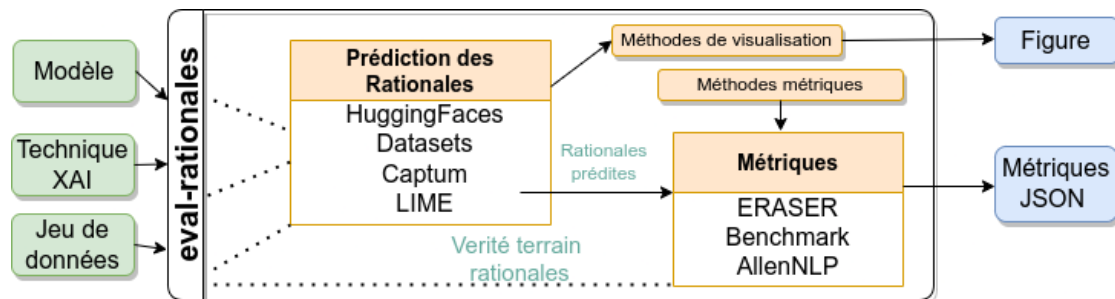 Modèle
Technique
XAI
Jeu de
données
eval-rationales
Prédiction des
Rationales
HuggingFaces
Datasets
Captum
LIME
Méthodes de visualisation
Méthodes métriques
Rationales
prédites
Métriques
ERASER
Benchmark
AllenNLP
Verité terrain
rationales
Figure
Métriques
JSON